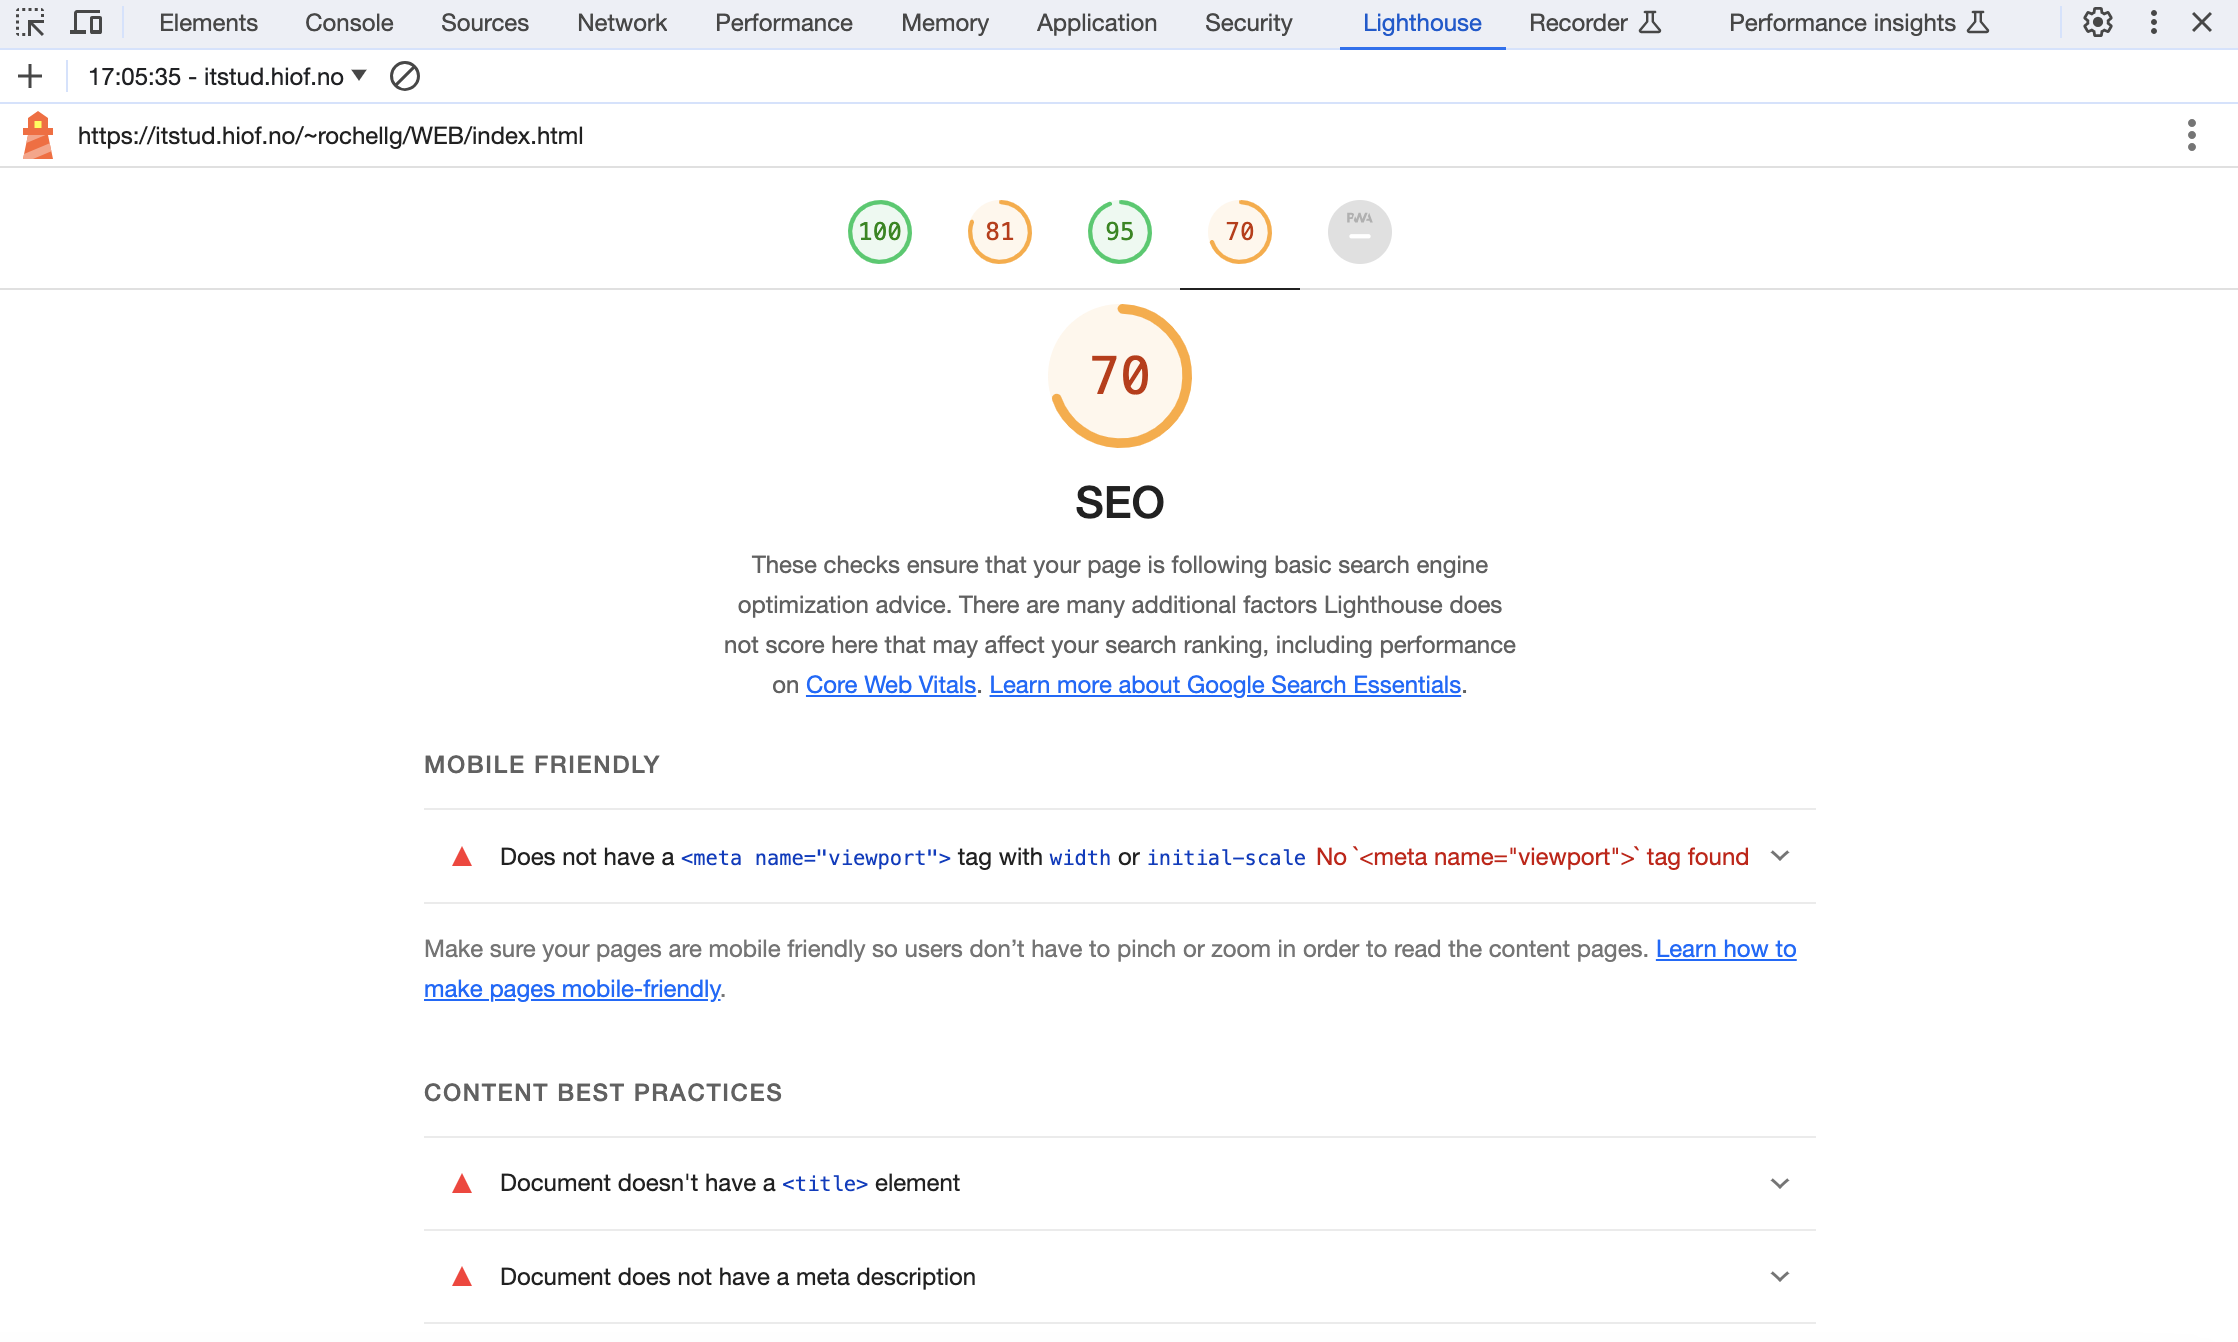 Elements Console Sources Network Performance Memory Application Security Lighthouse Recorder Performance insights
17:05:35 - itstud.hiof.no
https://itstud.hiof.no/~rochellg/WEB/index.html
100 81 95 70 PWA
70
SEO
These checks ensure that your page is following basic search engine
optimization advice. There are many additional factors Lighthouse does
not score here that may affect your search ranking, including performance
on Core Web Vitals. Learn more about Google Search Essentials.
MOBILE FRIENDLY
Does not have a <meta name="viewport"> tag with width or initial-scale No `<meta name="viewport">` tag found
Make sure your pages are mobile friendly so users don’t have to pinch or zoom in order to read the content pages. Learn how to
make pages mobile-friendly.
CONTENT BEST PRACTICES
Document doesn't have a <title> element
Document does not have a meta description